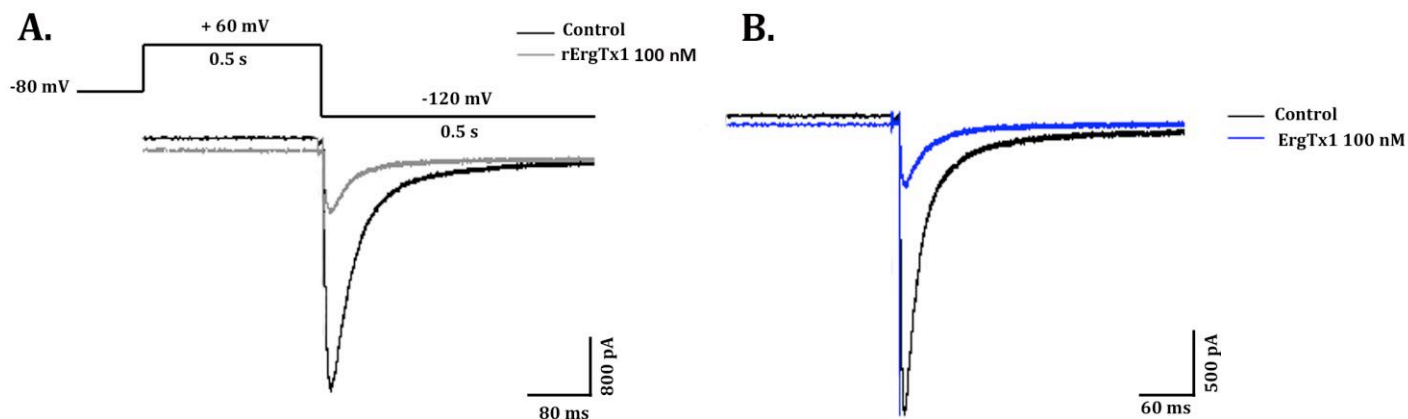 A.
+ 60 mV
0.5 s
-80 mV
-120 mV
0.5 s
Control
rErgTx1 100 nM
800 pA
80 ms
B.
Control
ErgTx1 100 nM
500 pA
60 ms